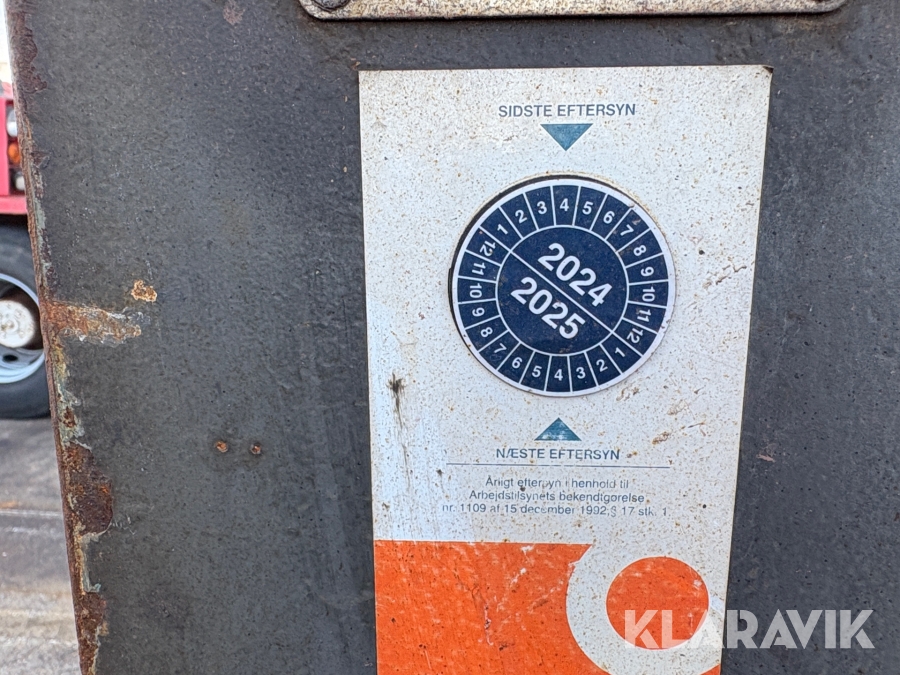 SIDSTE EFTERSYN
1 2 3 4 5 6 7 8 9 10 11 12
2024
2025
12 11 10 9 8 7 6 5 4 3 2 1
NÆSTE EFTERSYN
Årligt eftersyn i henhold til
Arbejdstilsynets bekendtgørelse
nr. 1109 af 15 december 1992, § 17 stk. 1
KLARAVIK